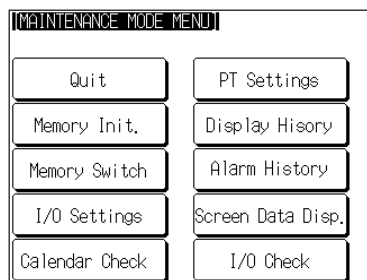 [MAINTENANCE MODE MENU]
Quit
PT Settings
Memory Init.
Display Hisory
Memory Switch
Alarm History
I/O Settings
Screen Data Disp.
Calendar Check
I/O Check